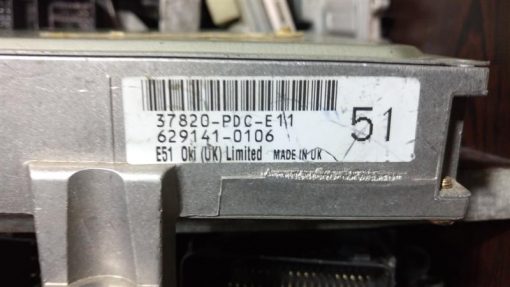 37820-PDC-E11
629141-0106
51
E51 Oki (UK) Limited MADE IN UK